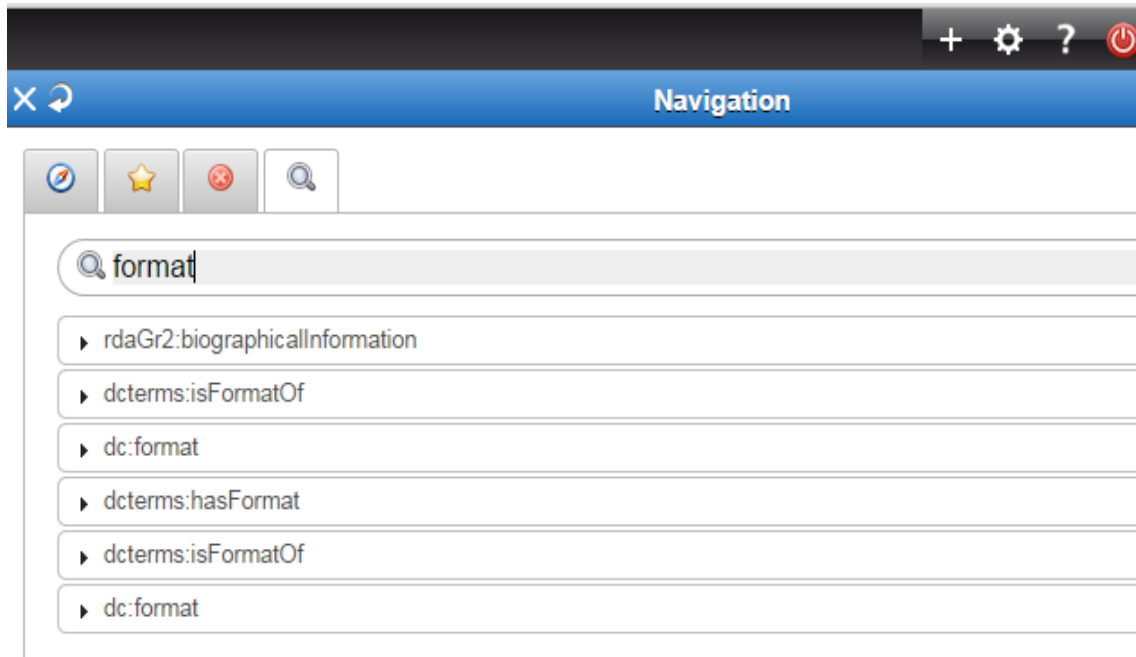 Navigation
format
rdaGr2:biographicalInformation
dcterms:isFormatOf
dc:format
dcterms:hasFormat
dcterms:isFormatOf
dc:format